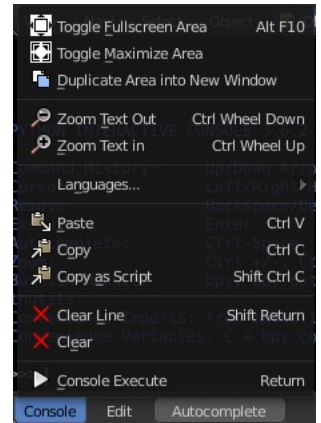 Toggle Fullscreen Area Alt F10
Toggle Maximize Area
Duplicate Area into New Window
Zoom Text Out Ctrl Wheel Down
Zoom Text in Ctrl Wheel Up
Languages...
Paste Ctrl V
Copy Ctrl C
Copy as Script Shift Ctrl C
Clear Line Shift Return
Clear
Console Execute Return
Console Edit Autocomplete